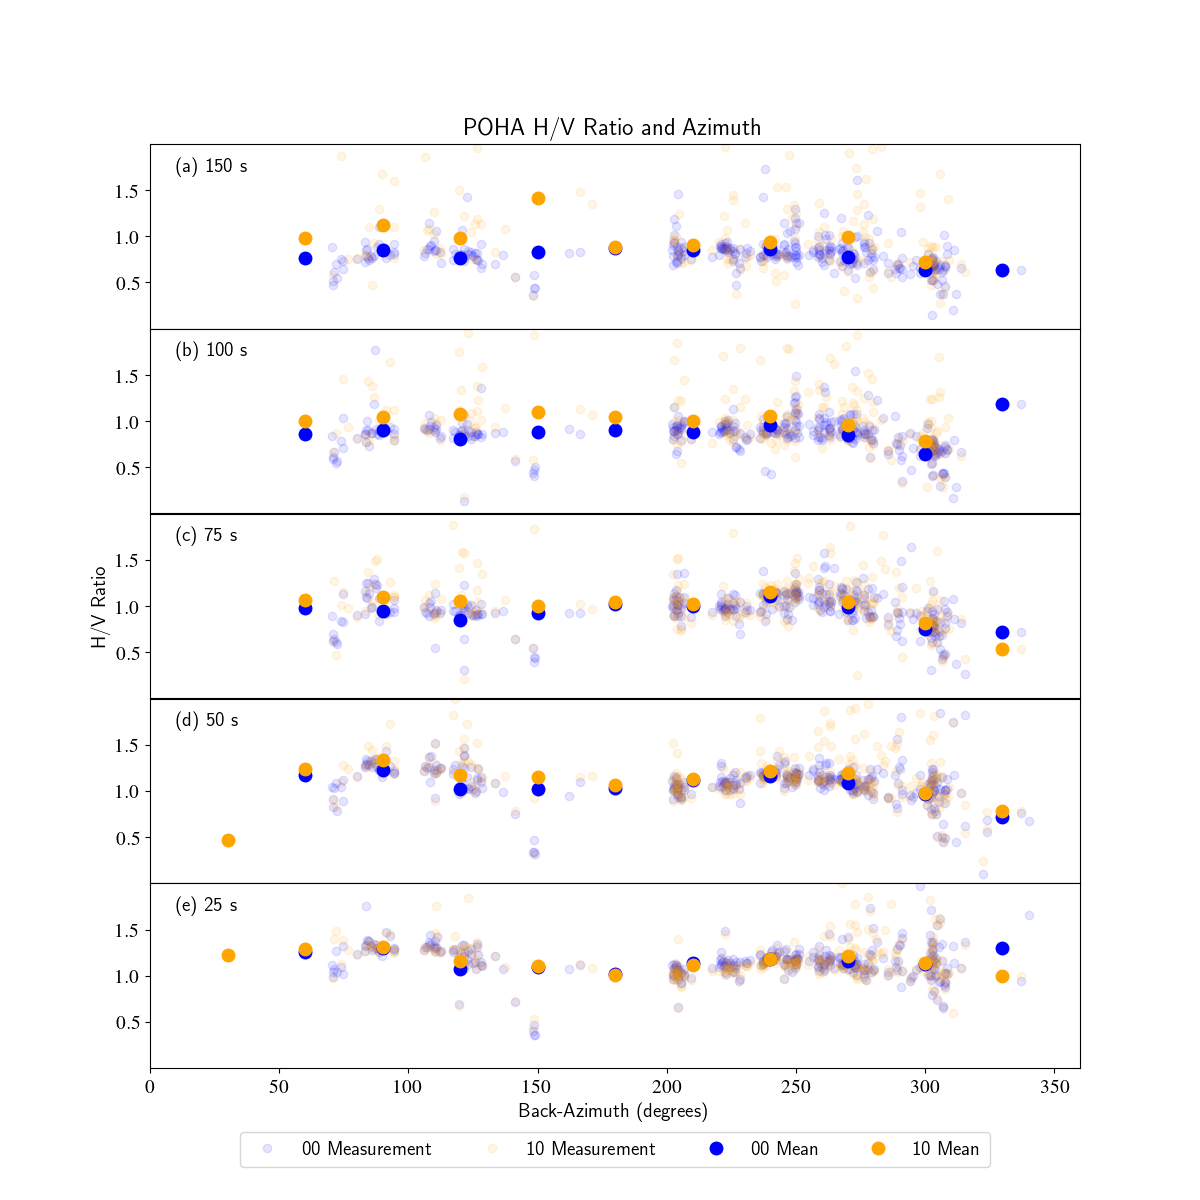 POHA H/V Ratio and Azimuth
(a) 150 s
1.5
1.0
0.5
(b) 100 s
1.5
1.0
0.5
(c) 75 s
1.5
1.0
0.5
H/V Ratio
(d) 50 s
1.5
1.0
0.5
(e) 25 s
1.5
1.0
0.5
0 50 100 150 200 250 300 350
Back-Azimuth (degrees)
00 Measurement 10 Measurement 00 Mean 10 Mean